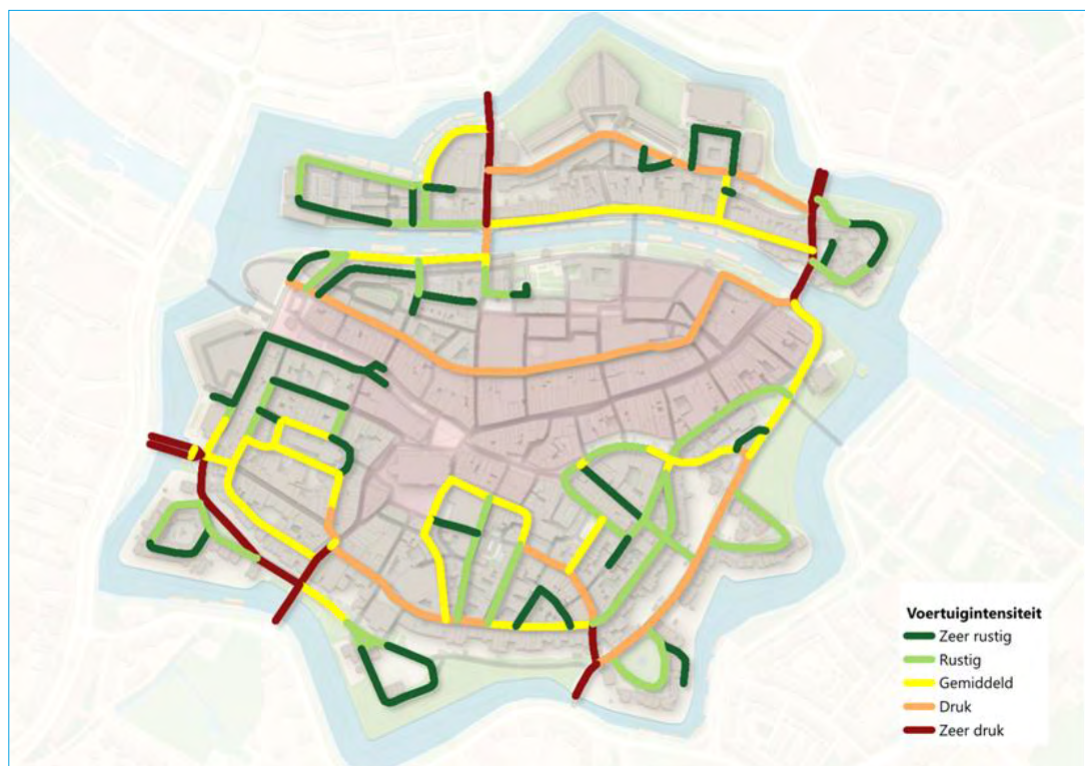 Voertuigintensiteit
Zeer rustig
Rustig
Gemiddeld
Druk
Zeer druk